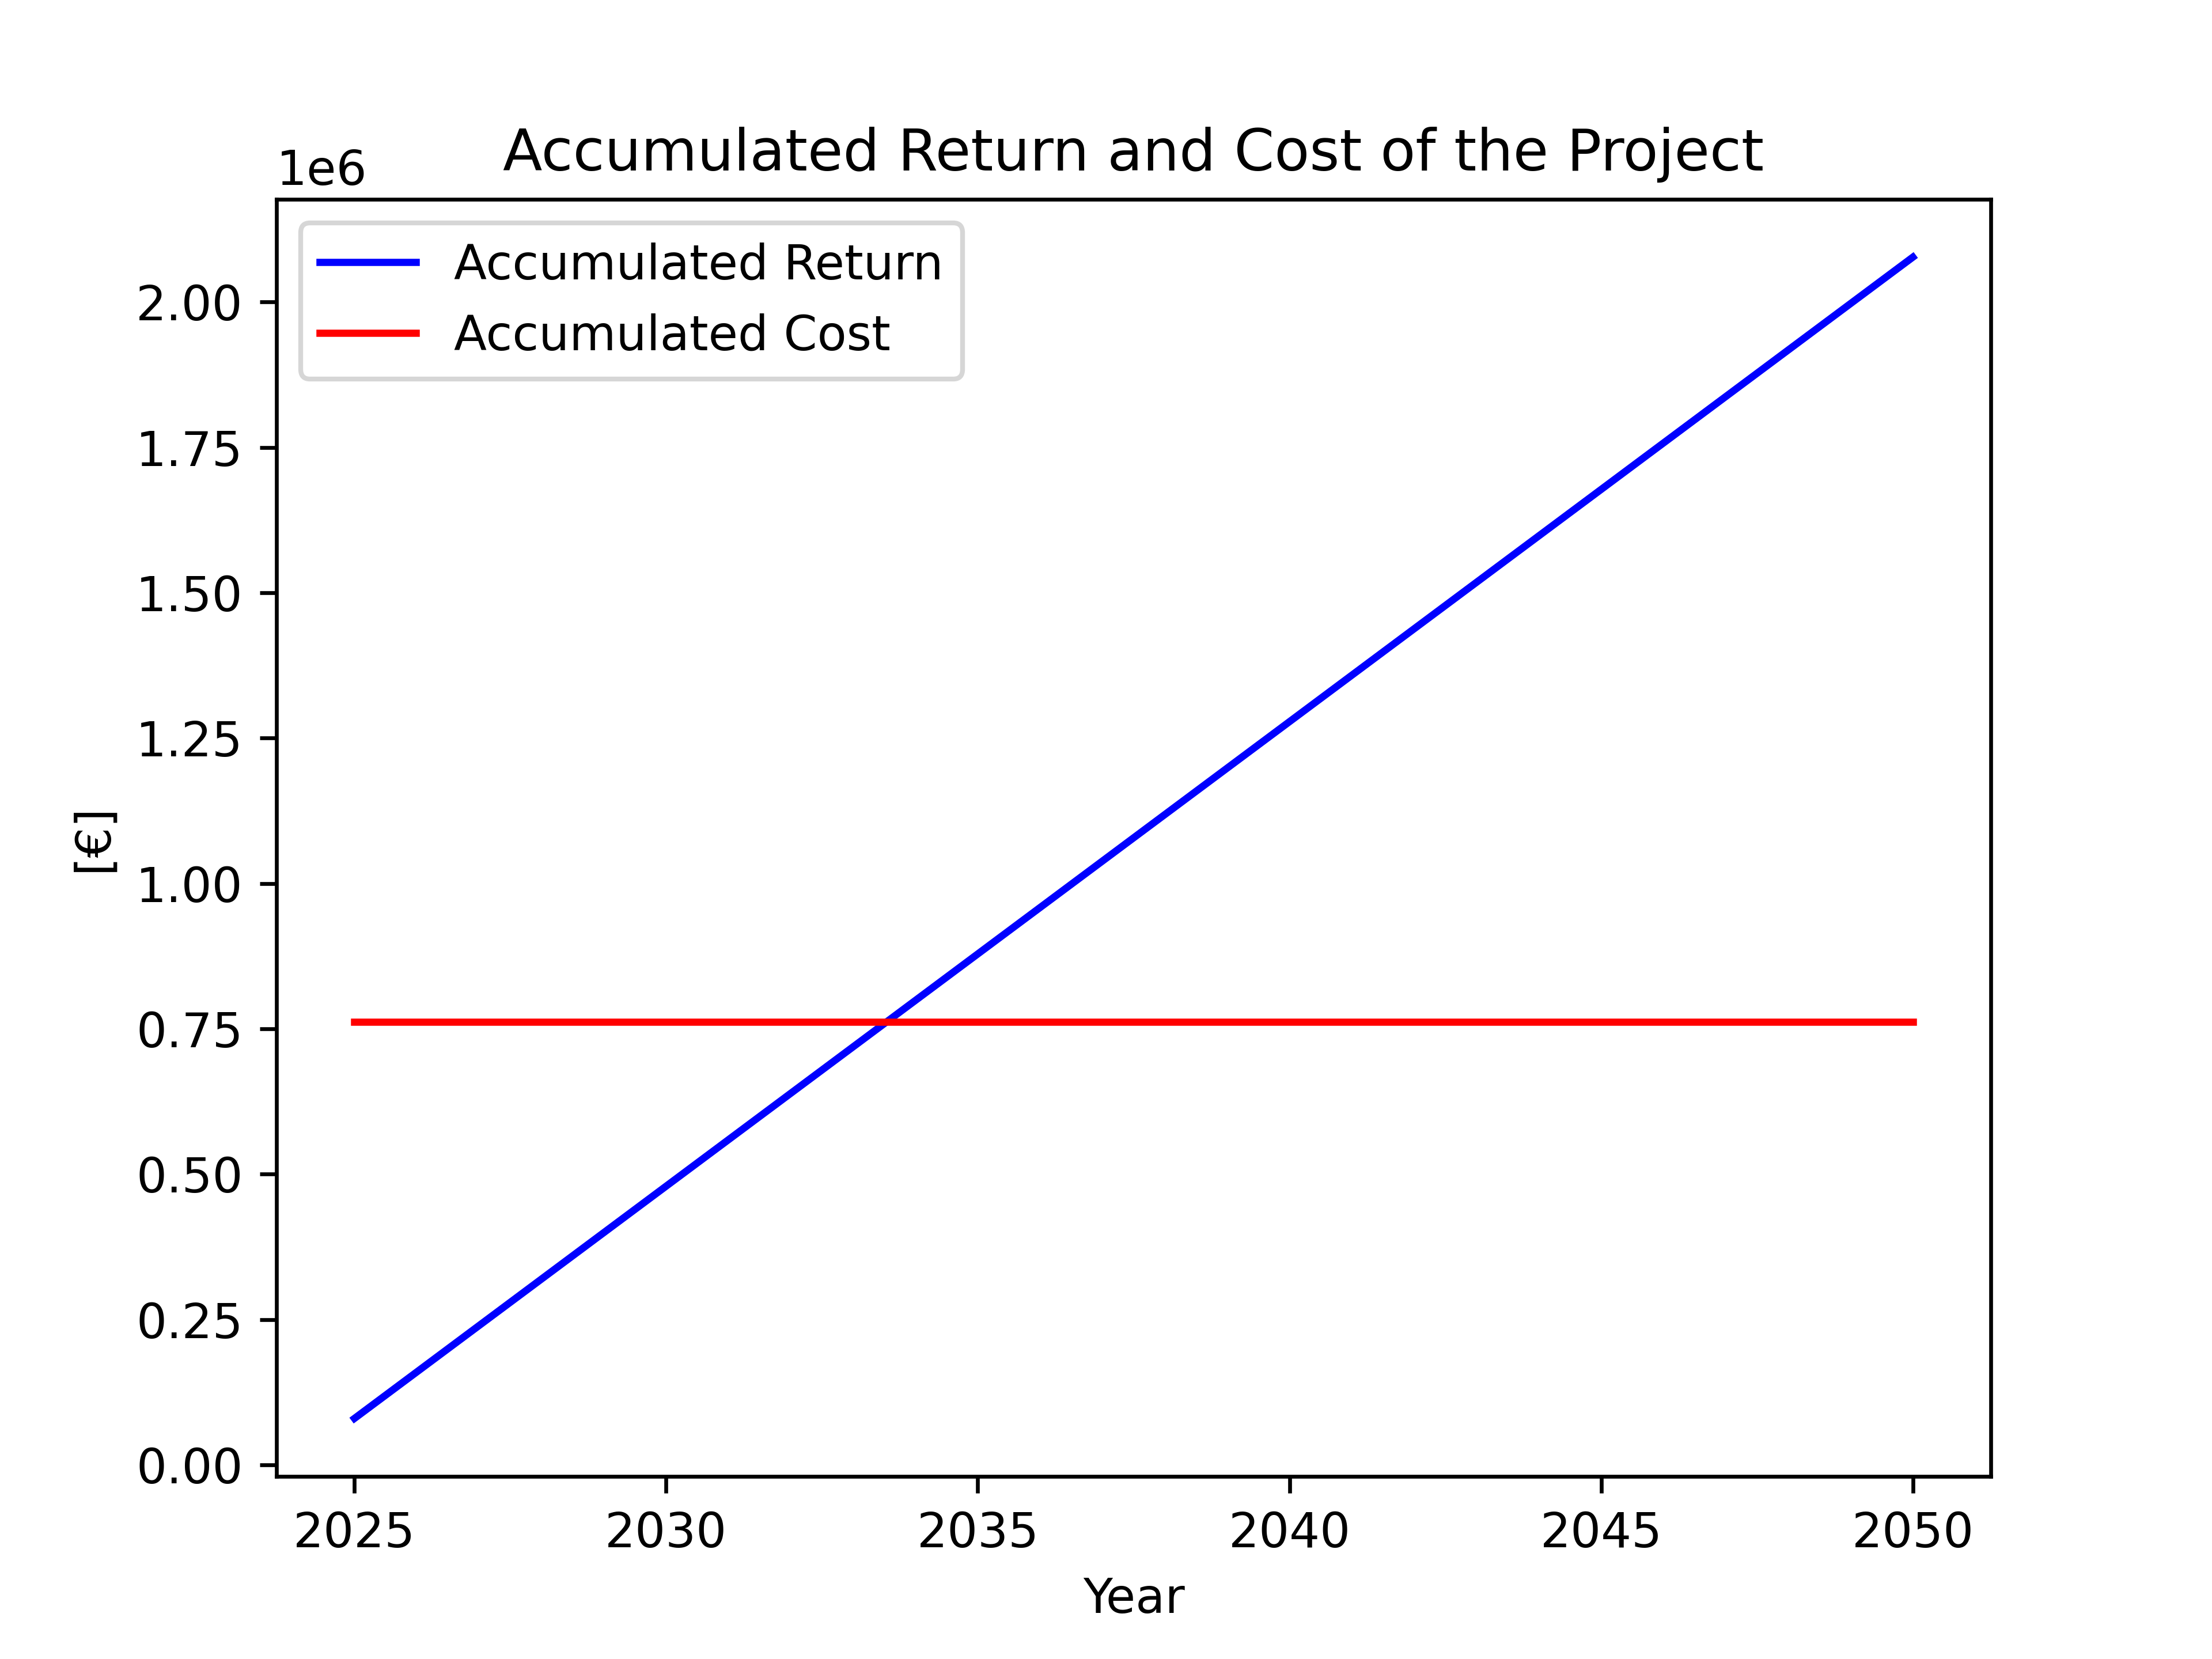 Accumulated Return and Cost of the Project
1e6
Accumulated Return
Accumulated Cost
2.00
1.75
1.50
1.25
1.00
0.75
0.50
0.25
0.00
[€]
2025 2030 2035 2040 2045 2050
Year